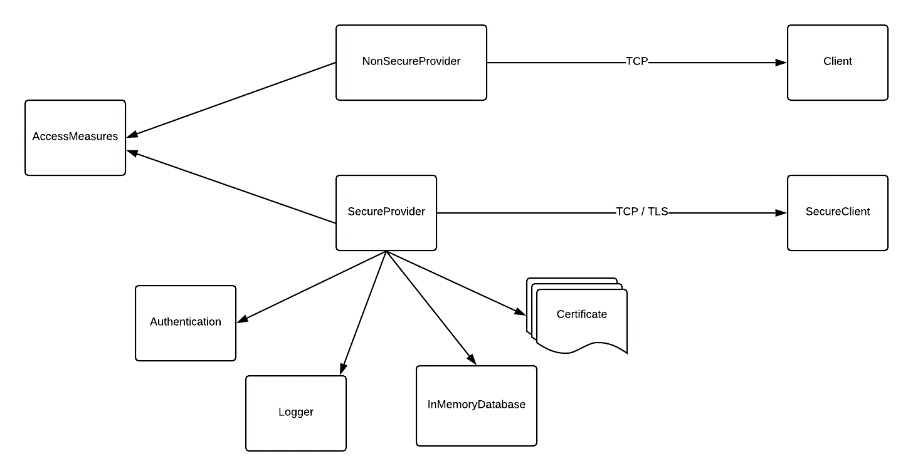 NonSecureProvider
TCP
Client
AccessMeasures
SecureProvider
TCP / TLS
SecureClient
Authentication
Certificate
Logger
InMemoryDatabase